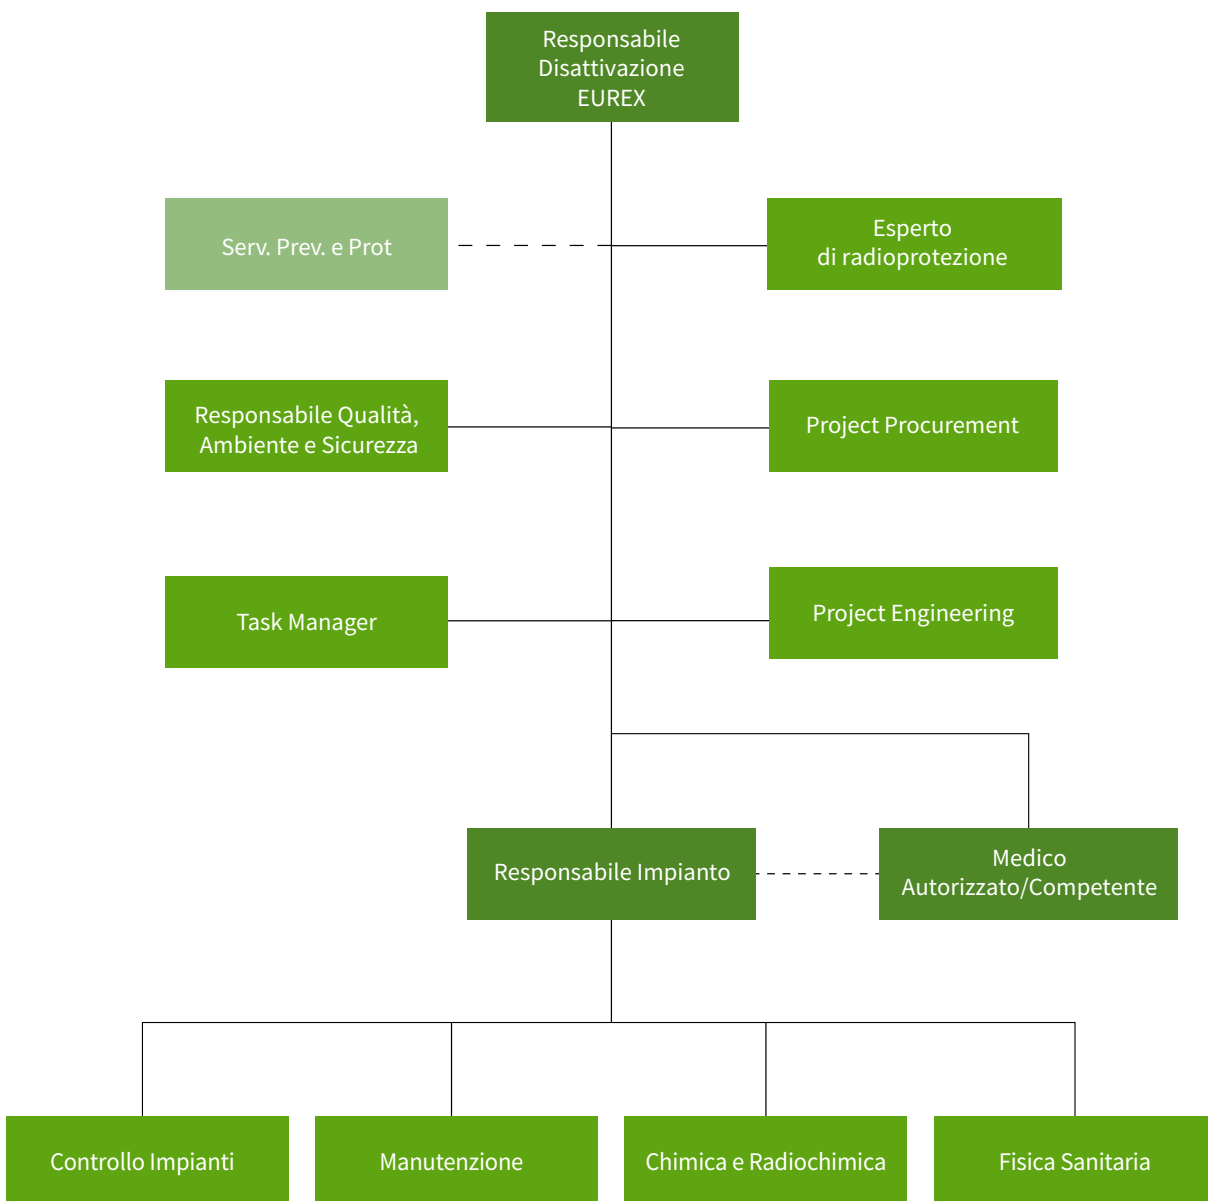 Responsabile
Disattivazione
EUREX
Serv. Prev. e Prot
Esperto
di radioprotezione
Responsabile Qualità,
Ambiente e Sicurezza
Project Procurement
Task Manager
Project Engineering
Responsabile Impianto
Medico
Autorizzato/Competente
Controllo Impianti
Manutenzione
Chimica e Radiochimica
Fisica Sanitaria